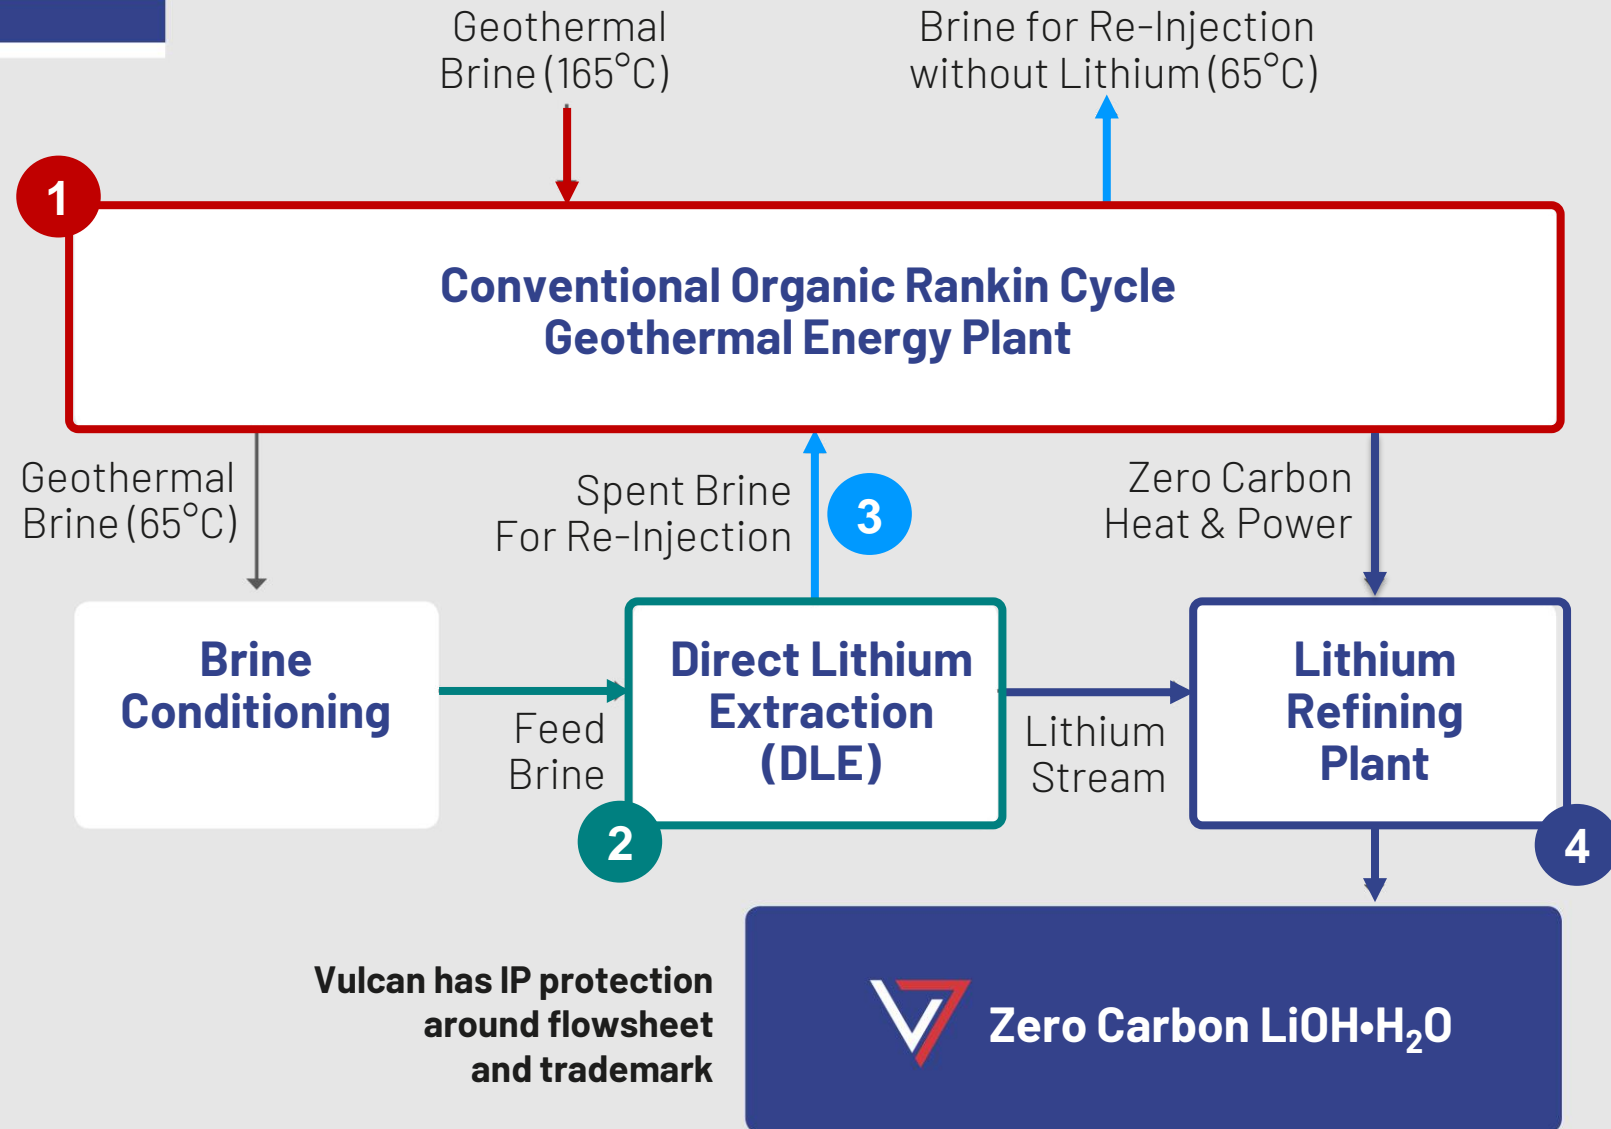 Geothermal
Brine (165°C)
Brine for Re-Injection
without Lithium (65°C)
1
Conventional Organic Rankin Cycle
Geothermal Energy Plant
Geothermal
Brine (65°C)
Spent Brine
For Re-Injection
3
Zero Carbon
Heat & Power
Brine
Conditioning
Feed
Brine
Direct Lithium
Extraction
(DLE)
2
Lithium
Stream
Lithium
Refining
Plant
4
Vulcan has IP protection
around flowsheet
and trademark
Zero Carbon LiOH•H₂O